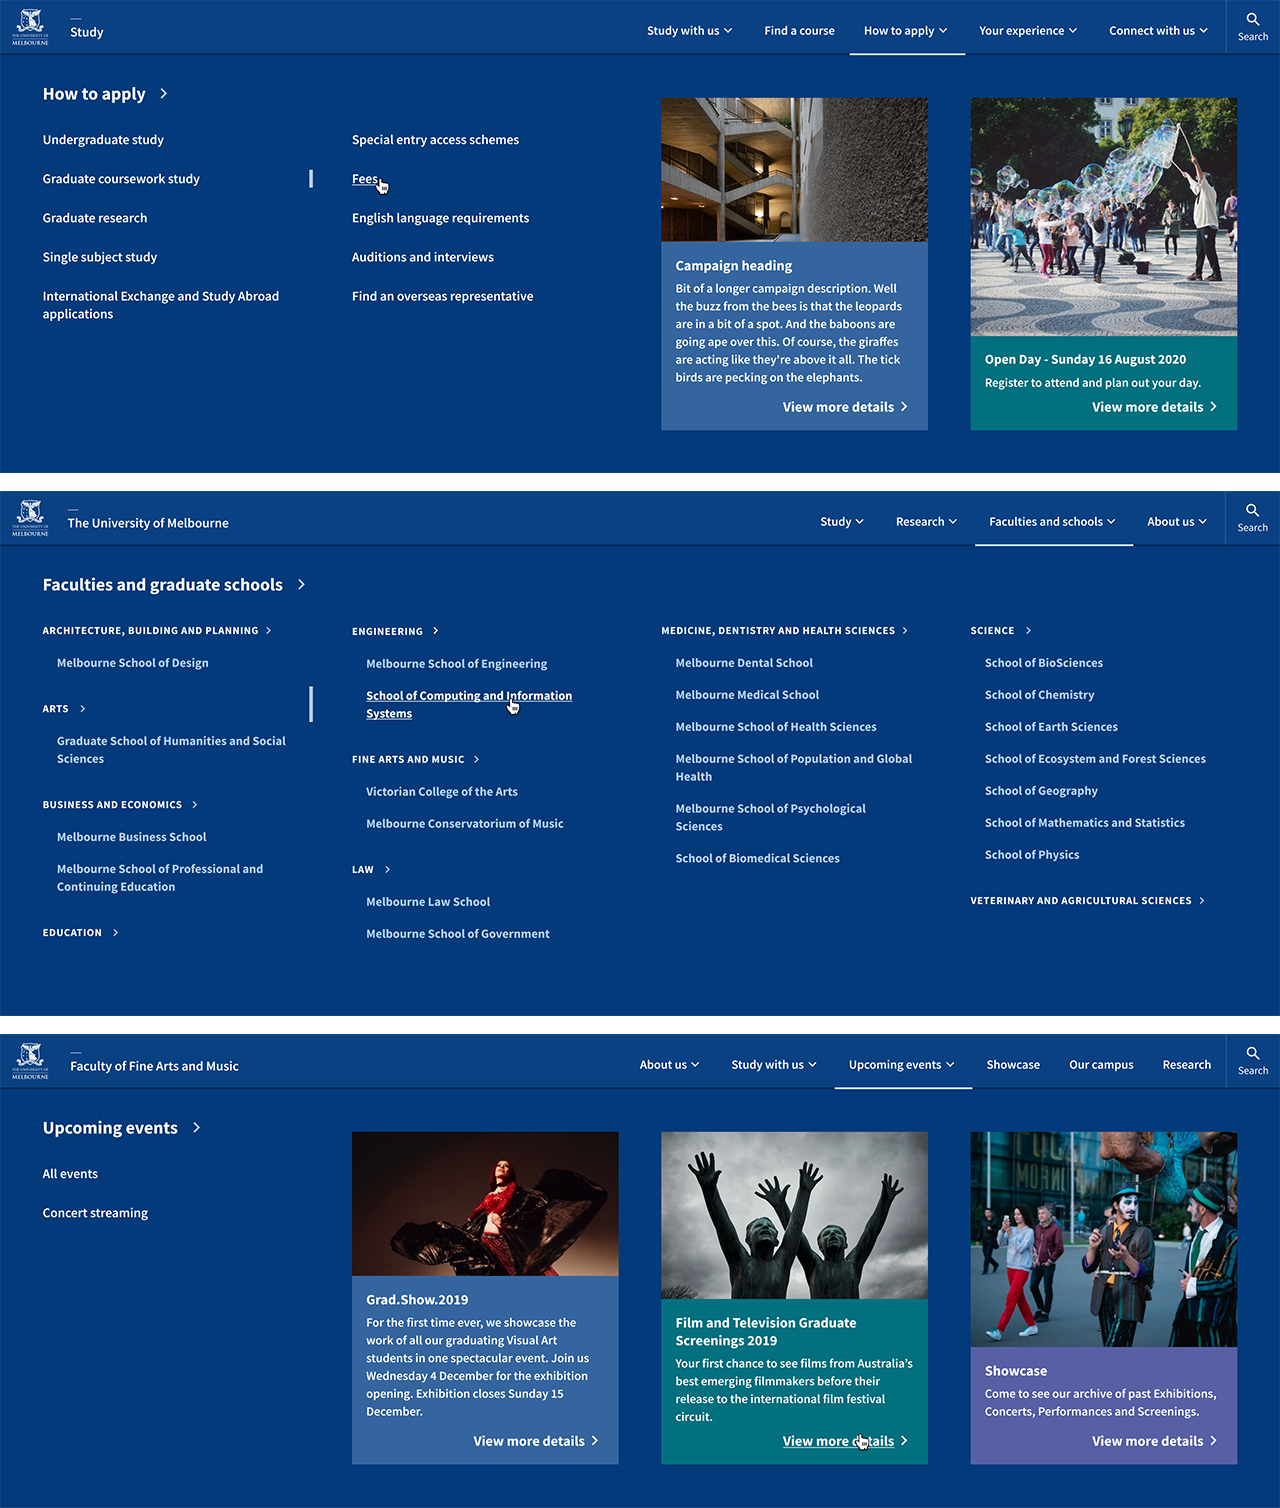 THE UNIVERSITY OF
MELBOURNE
Study
Study with us
Find a course
How to apply
Your experience
Connect with us
Search
How to apply
Undergraduate study
Graduate coursework study
Graduate research
Single subject study
International Exchange and Study Abroad
applications
Special entry access schemes
Fees
English language requirements
Auditions and interviews
Find an overseas representative
Campaign heading
Bit of a longer campaign description. Well
the buzz from the bees is that the leopards
are in a bit of a spot. And the baboons are
going ape over this. Of course, the giraffes
are acting like they're above it all. The tick
birds are pecking on the elephants.
View more details
Open Day - Sunday 16 August 2020
Register to attend and plan out your day.
View more details
THE UNIVERSITY OF
MELBOURNE
The University of Melbourne
Study
Research
Faculties and schools
About us
Search
Faculties and graduate schools
ARCHITECTURE, BUILDING AND PLANNING
Melbourne School of Design
ARTS
Graduate School of Humanities and Social
Sciences
BUSINESS AND ECONOMICS
Melbourne Business School
Melbourne School of Professional and
Continuing Education
EDUCATION
ENGINEERING
Melbourne School of Engineering
School of Computing and Information
Systems
FINE ARTS AND MUSIC
Victorian College of the Arts
Melbourne Conservatorium of Music
LAW
Melbourne Law School
Melbourne School of Government
MEDICINE, DENTISTRY AND HEALTH SCIENCES
Melbourne Dental School
Melbourne Medical School
Melbourne School of Health Sciences
Melbourne School of Population and Global
Health
Melbourne School of Psychological
Sciences
School of Biomedical Sciences
SCIENCE
School of BioSciences
School of Chemistry
School of Earth Sciences
School of Ecosystem and Forest Sciences
School of Geography
School of Mathematics and Statistics
School of Physics
VETERINARY AND AGRICULTURAL SCIENCES
THE UNIVERSITY OF
MELBOURNE
Faculty of Fine Arts and Music
About us
Study with us
Upcoming events
Showcase
Our campus
Research
Search
Upcoming events
All events
Concert streaming
Grad.Show.2019
For the first time ever, we showcase the
work of all our graduating Visual Art
students in one spectacular event. Join us
Wednesday 4 December for the exhibition
opening. Exhibition closes Sunday 15
December.
View more details
Film and Television Graduate
Screenings 2019
Your first chance to see films from Australia's
best emerging filmmakers before their
release to the international film festival
circuit.
View more details
Showcase
Come to see our archive of past Exhibitions,
Concerts, Performances and Screenings.
View more details